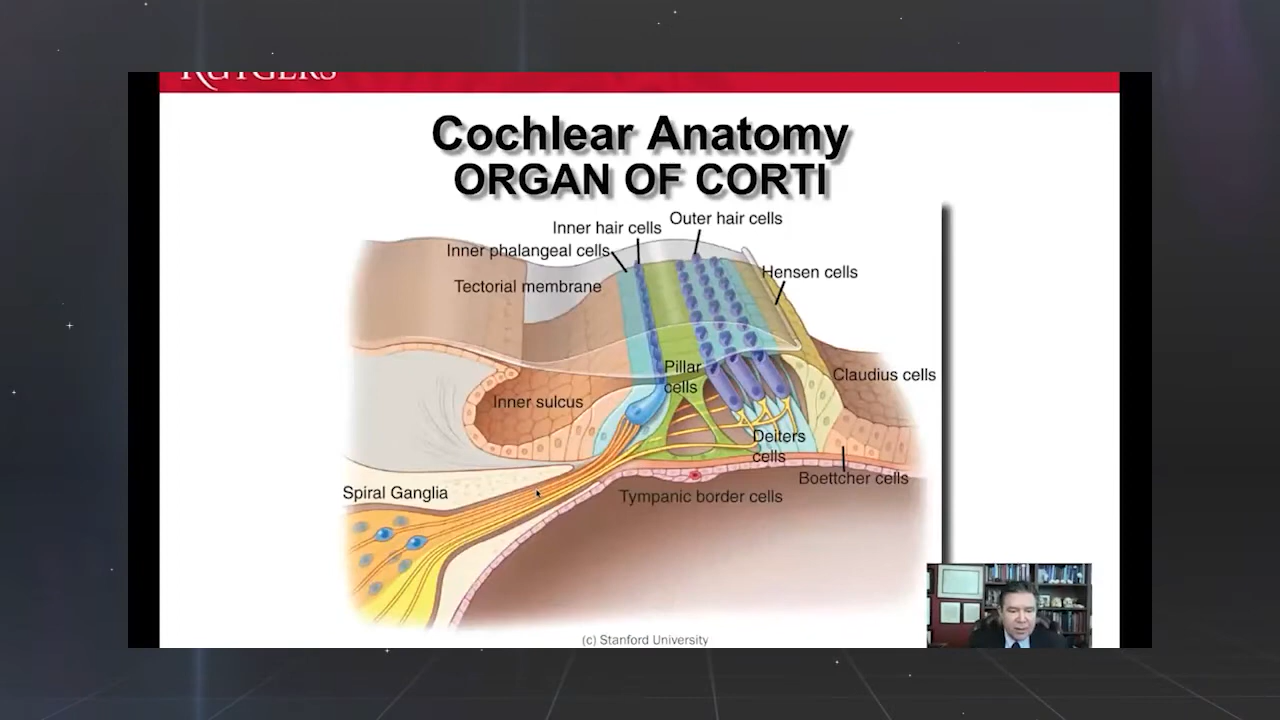 RUTGERS
Cochlear Anatomy
ORGAN OF CORTI
Outer hair cells
Inner hair cells
Inner phalangeal cells
Hensen cells
Tectorial membrane
Pillar
cells
Claudius cells
Inner sulcus
Deiters
cells
Boettcher cells
Spiral Ganglia
Tympanic border cells
(c) Stanford University